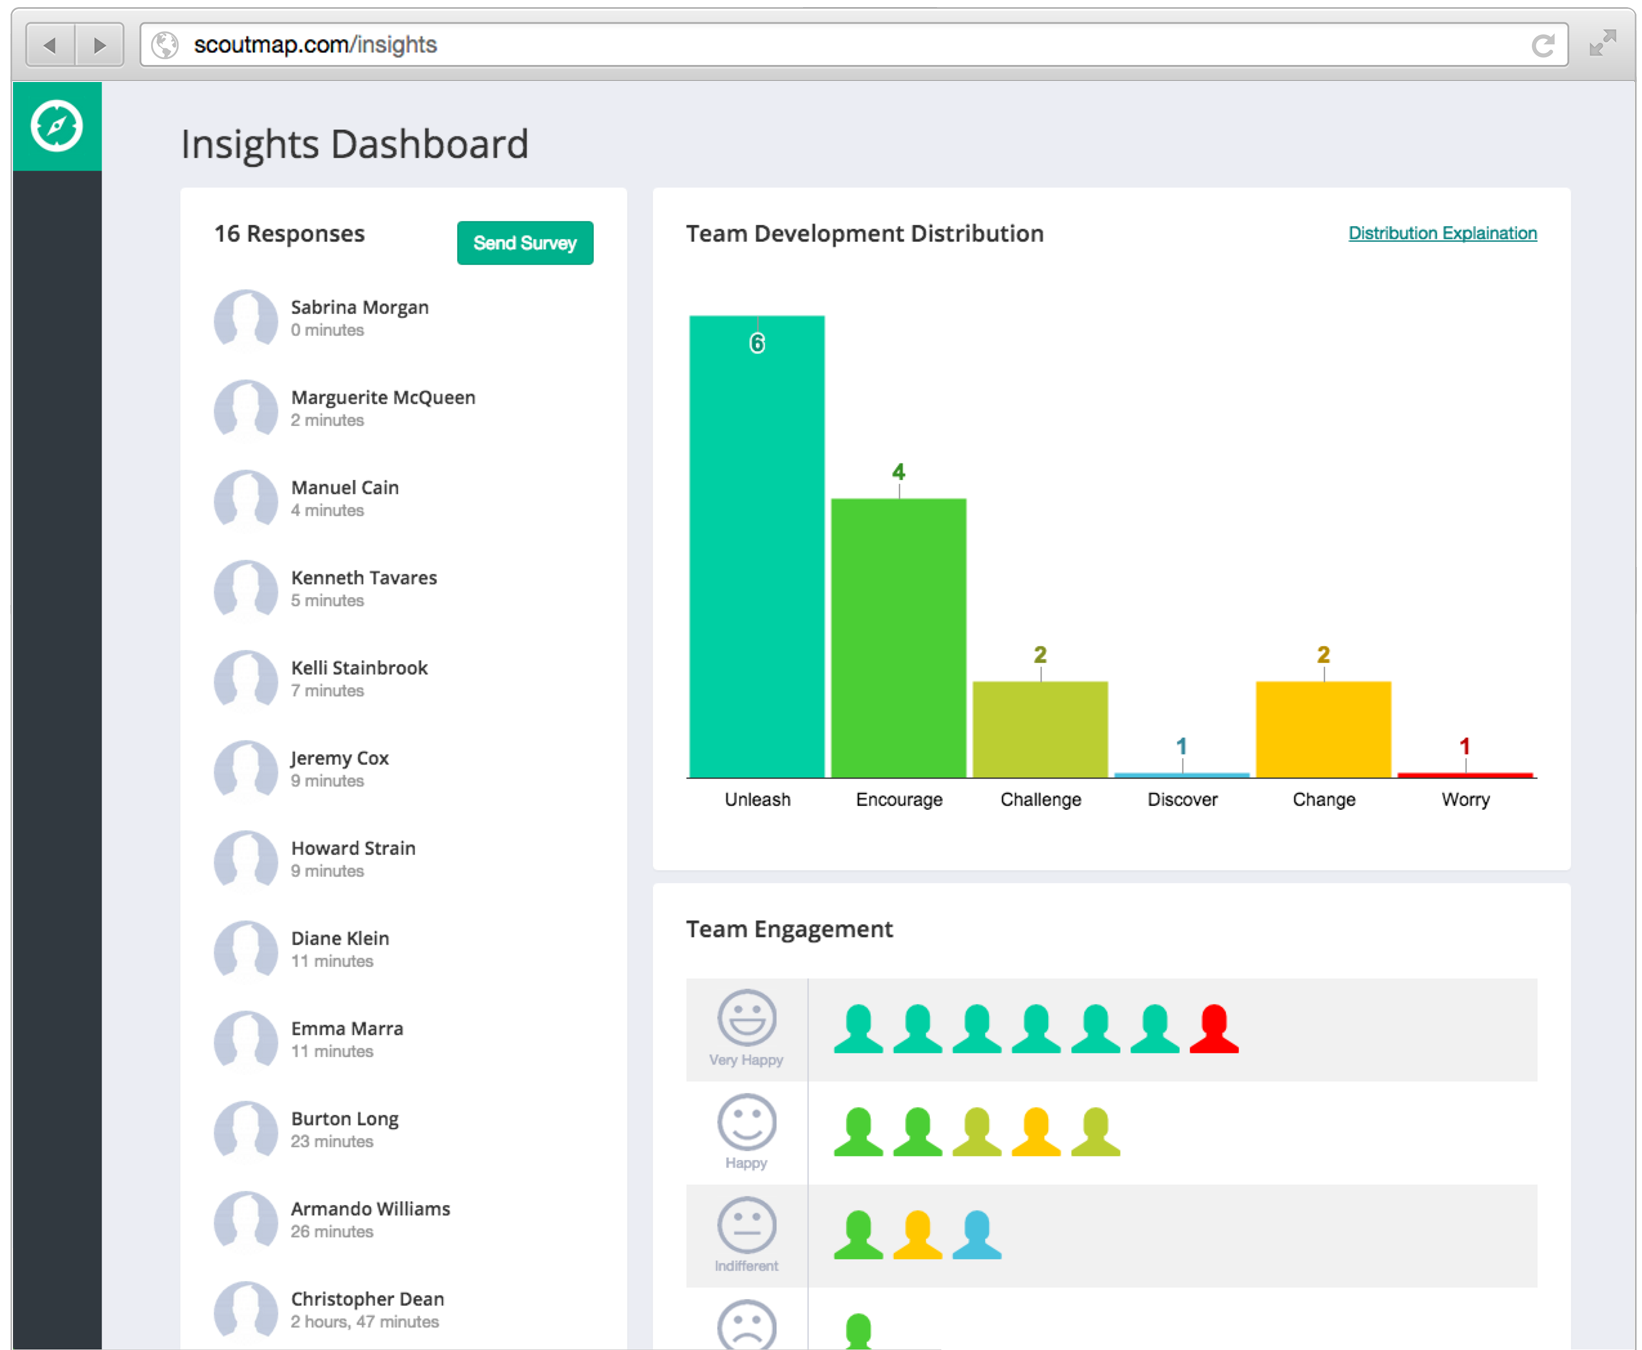 scoutmap.com/insights
Insights Dashboard
16 Responses
Send Survey
Sabrina Morgan
0 minutes
Marguerite McQueen
2 minutes
Manuel Cain
4 minutes
Kenneth Tavares
5 minutes
Kelli Stainbrook
7 minutes
Jeremy Cox
9 minutes
Howard Strain
9 minutes
Diane Klein
11 minutes
Emma Marra
11 minutes
Burton Long
23 minutes
Armando Williams
26 minutes
Christopher Dean
2 hours, 47 minutes
Team Development Distribution
Distribution Explaination
6
4
2
1
2
1
Unleash
Encourage
Challenge
Discover
Change
Worry
Team Engagement
Very Happy
Happy
Indifferent